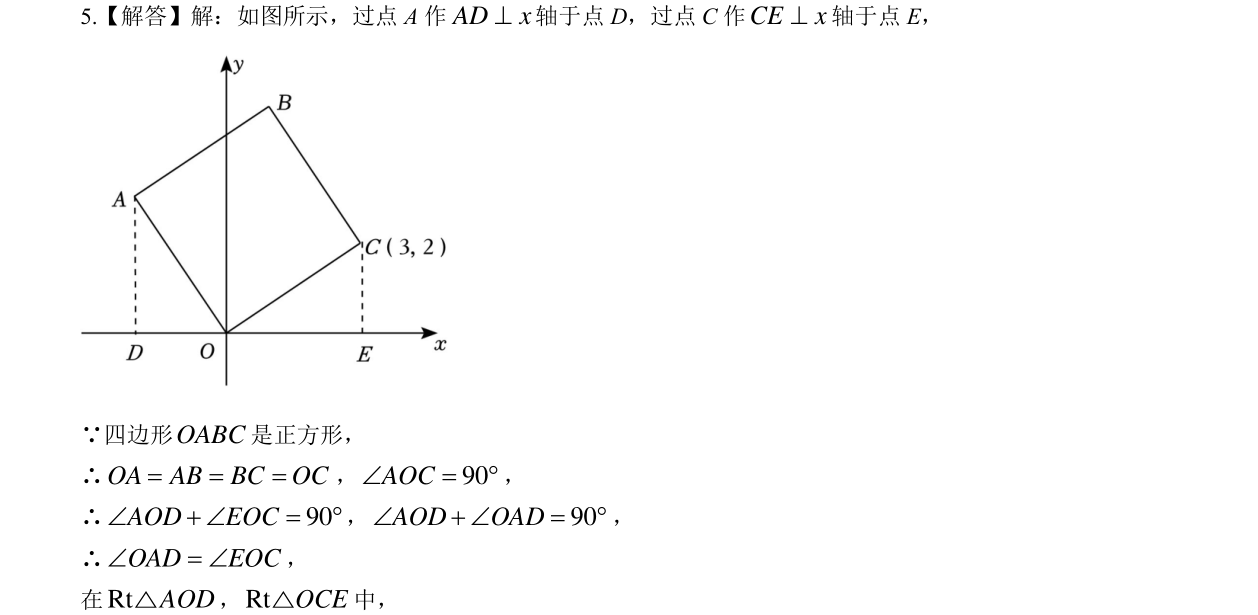 5.【解答】解：如图所示，过点 A 作 AD ⊥ x 轴于点 D，过点 C 作 CE ⊥ x 轴于点 E，
y
B
A
C ( 3, 2 )
D
O
E
x
∵四边形 OABC 是正方形，
∴ OA = AB = BC = OC ， ∠AOC = 90° ，
∴ ∠AOD + ∠EOC = 90° ， ∠AOD + ∠OAD = 90° ，
∴ ∠OAD = ∠EOC ，
在 Rt△AOD ， Rt△OCE 中，